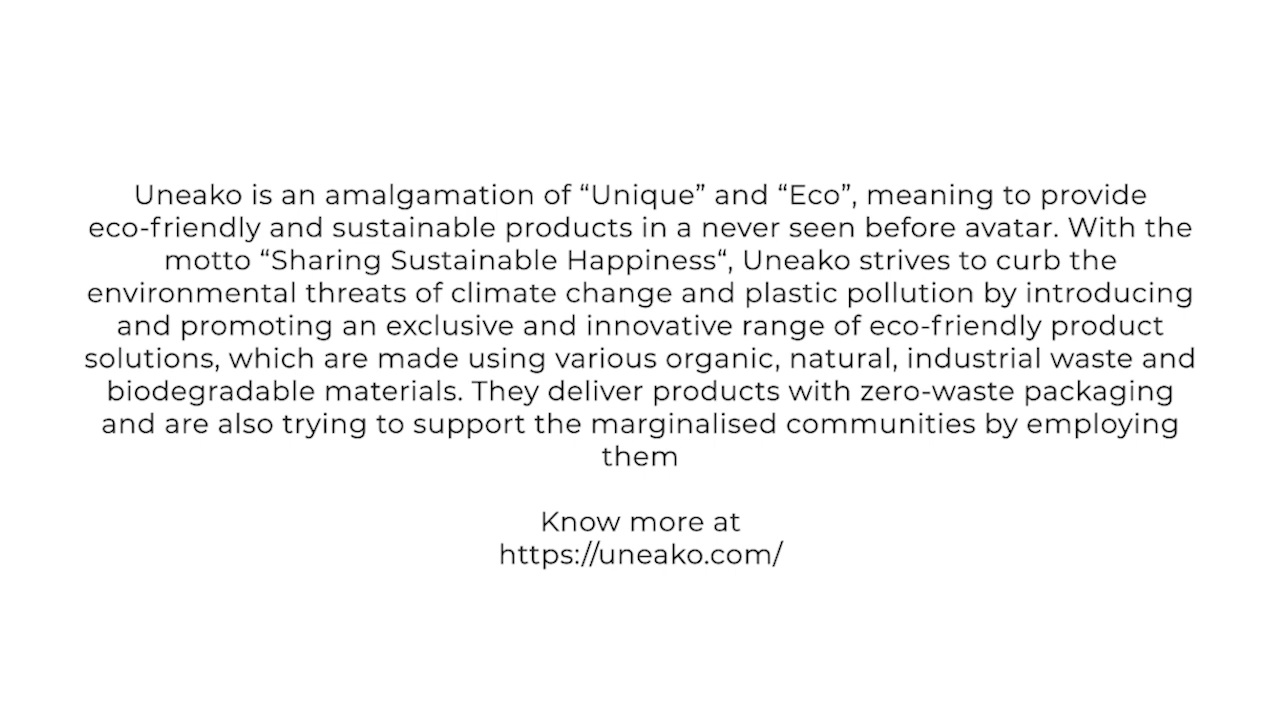 Uneako is an amalgamation of “Unique” and “Eco”, meaning to provide
eco-friendly and sustainable products in a never seen before avatar. With the
motto “Sharing Sustainable Happiness“, Uneako strives to curb the
environmental threats of climate change and plastic pollution by introducing
and promoting an exclusive and innovative range of eco-friendly product
solutions, which are made using various organic, natural, industrial waste and
biodegradable materials. They deliver products with zero-waste packaging
and are also trying to support the marginalised communities by employing
them
Know more at
https://uneako.com/